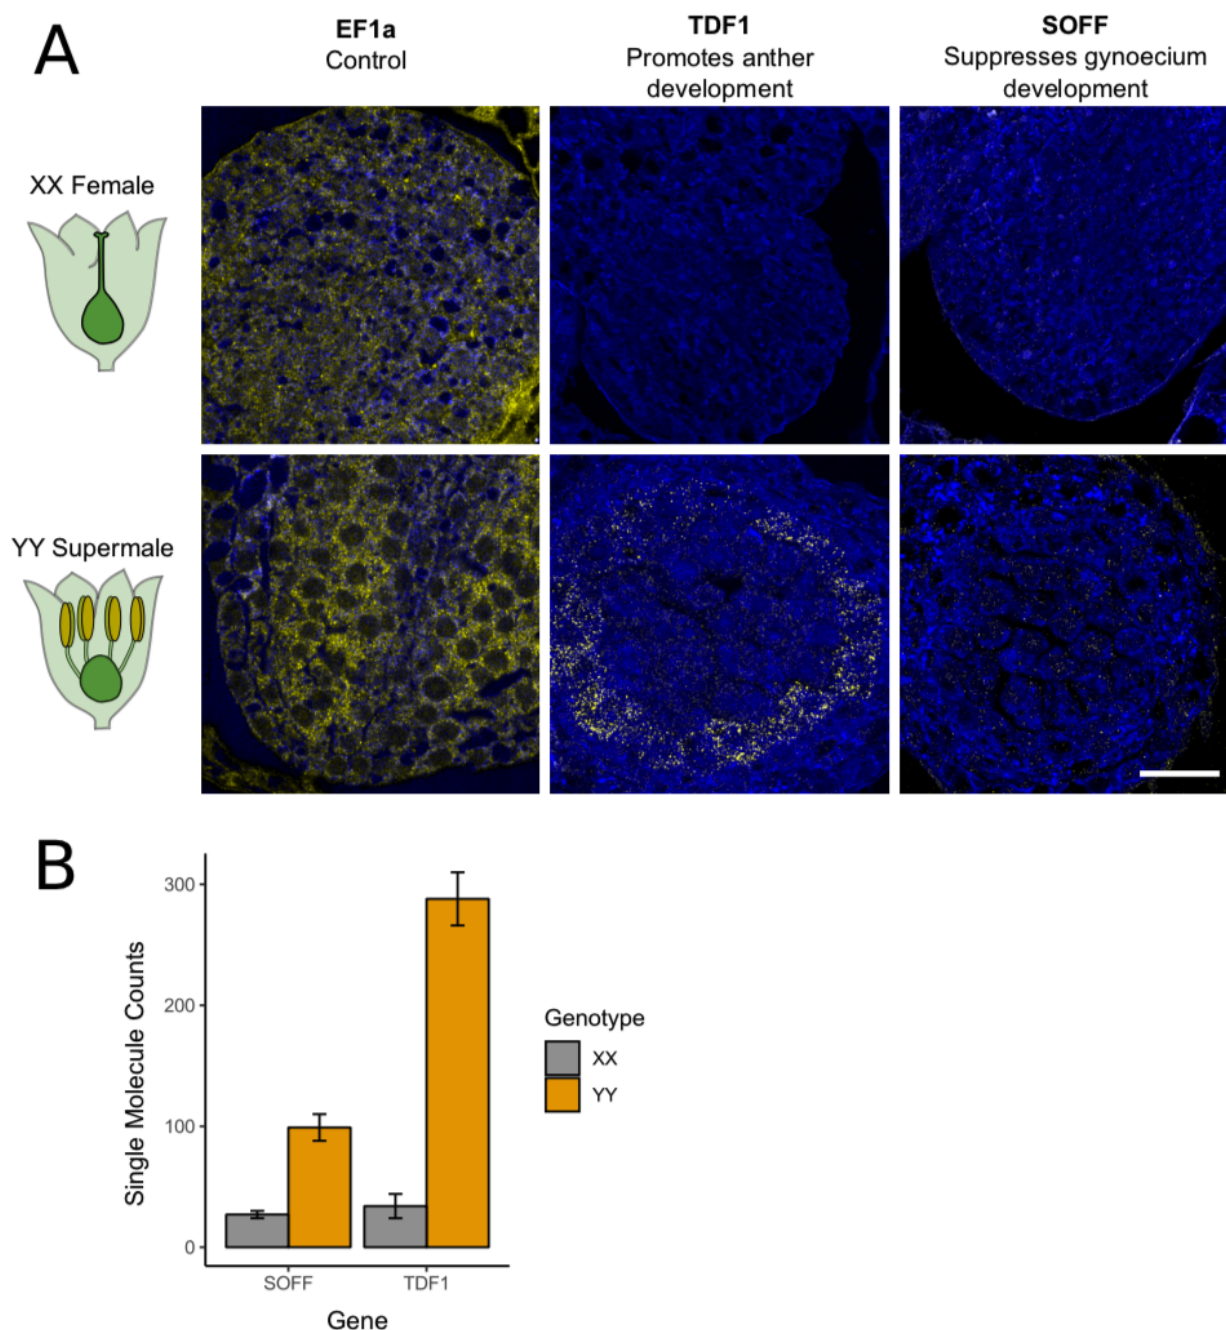 A
EF1a
Control
TDF1
Promotes anther
development
SOFF
Suppresses gynoecium
development
XX Female
YY Supermale
B
Single Molecule Counts
300
200
100
0
SOFF
TDF1
Gene
Genotype
XX
YY